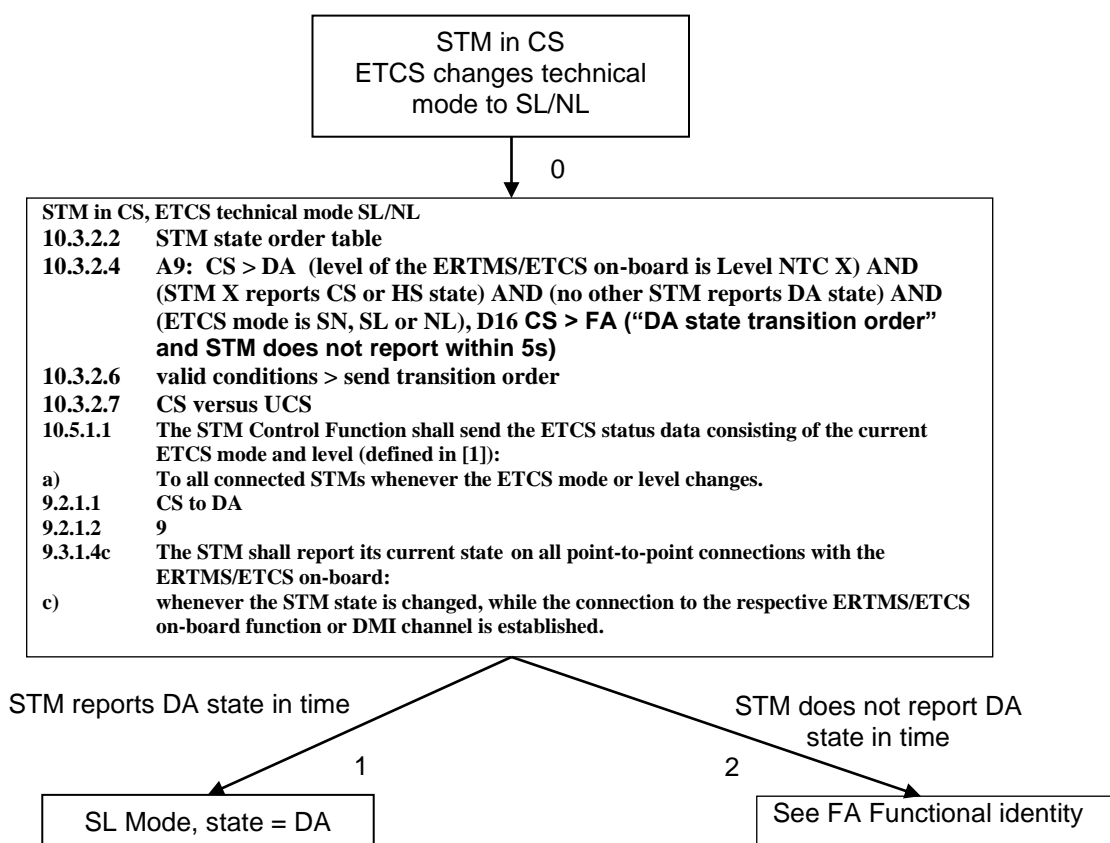 STM in CS
ETCS changes technical
mode to SL/NL
0
STM in CS, ETCS technical mode SL/NL
10.3.2.2 STM state order table
10.3.2.4 A9: CS > DA (level of the ERTMS/ETCS on-board is Level NTC X) AND
(STM X reports CS or HS state) AND (no other STM reports DA state) AND
(ETCS mode is SN, SL or NL), D16 CS > FA (“DA state transition order”
and STM does not report within 5s)
10.3.2.6 valid conditions > send transition order
10.3.2.7 CS versus UCS
10.5.1.1 The STM Control Function shall send the ETCS status data consisting of the current
ETCS mode and level (defined in [1]):
a) To all connected STMs whenever the ETCS mode or level changes.
9.2.1.1 CS to DA
9.2.1.2 9
9.3.1.4c The STM shall report its current state on all point-to-point connections with the
ERTMS/ETCS on-board:
c) whenever the STM state is changed, while the connection to the respective ERTMS/ETCS
on-board function or DMI channel is established.
STM reports DA state in time
STM does not report DA
state in time
1
2
SL Mode, state = DA
See FA Functional identity